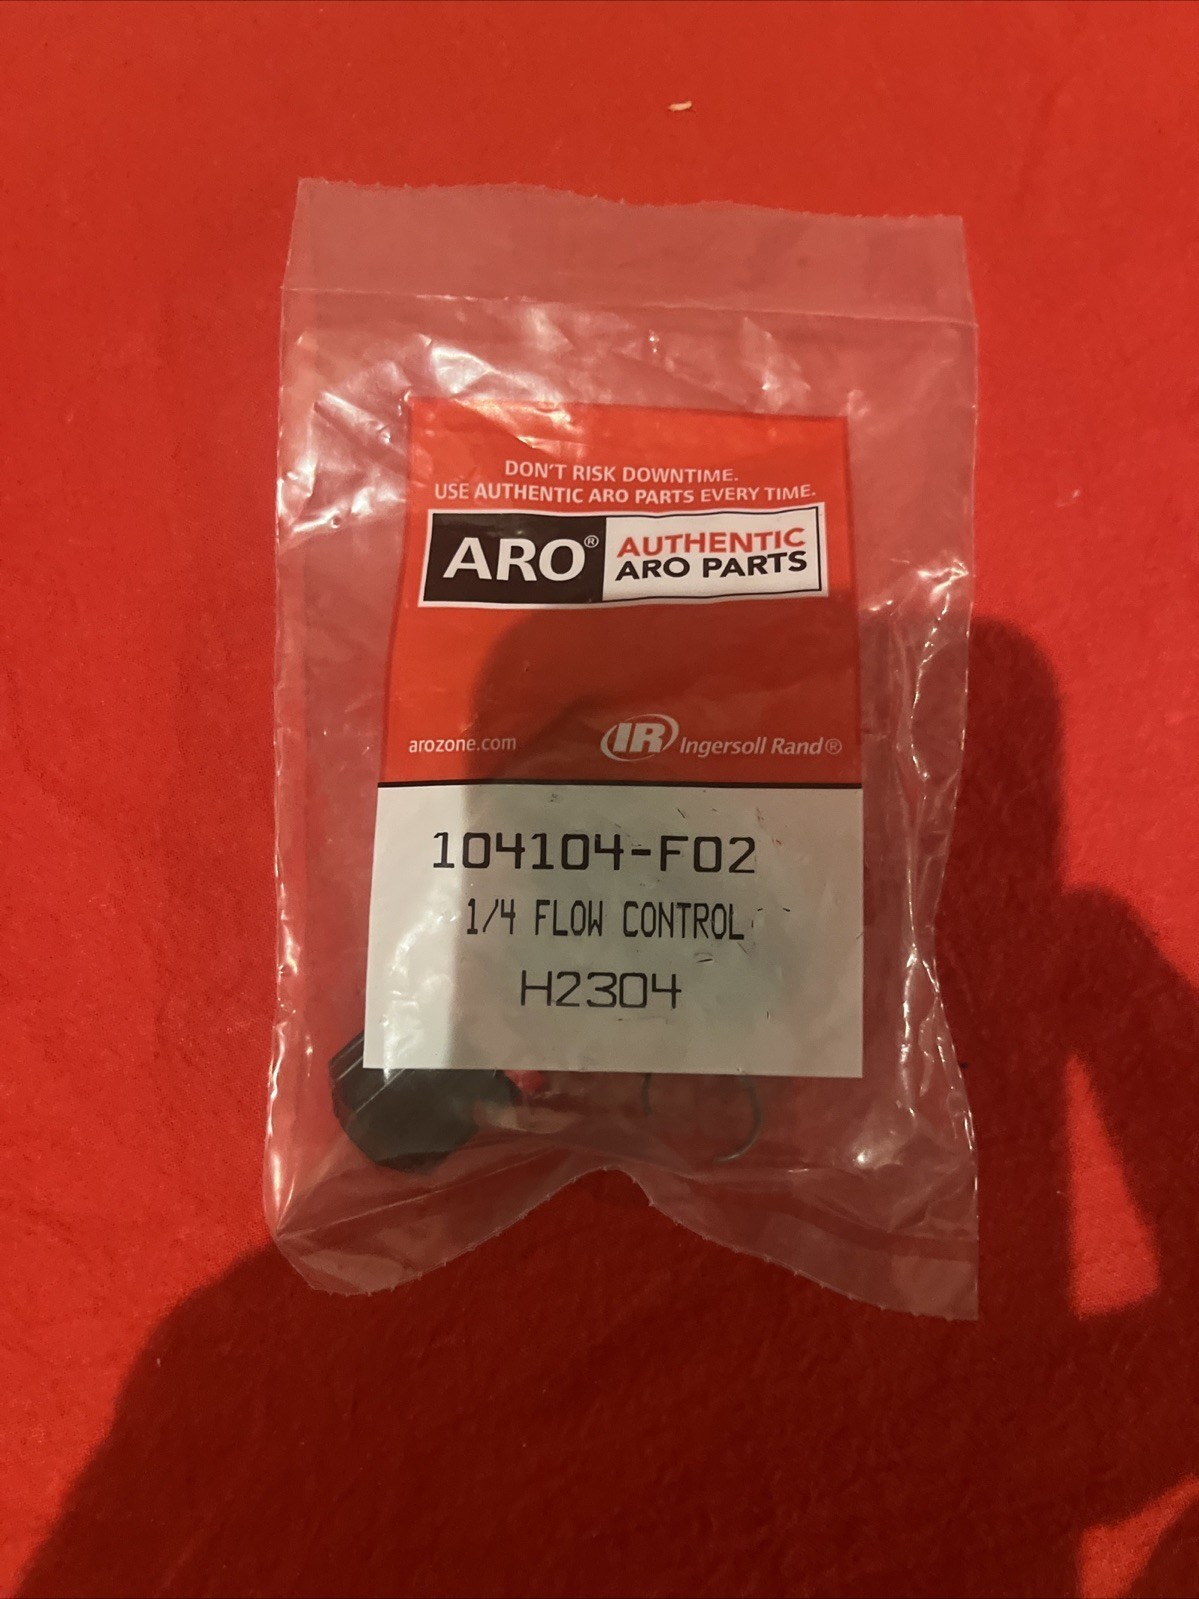 DON'T RISK DOWNTIME.
USE AUTHENTIC ARO PARTS EVERY TIME.
ARO® AUTHENTIC
ARO PARTS
arozone.com IR Ingersoll Rand®
104104-F02
1/4 FLOW CONTROL
H2304